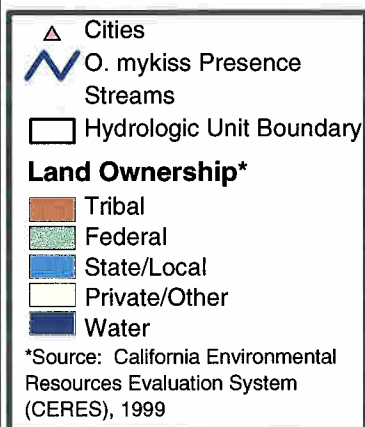 Cities
O. mykiss Presence
Streams
Hydrologic Unit Boundary
Land Ownership*
Tribal
Federal
State/Local
Private/Other
Water
*Source: California Environmental
Resources Evaluation System
(CERES), 1999